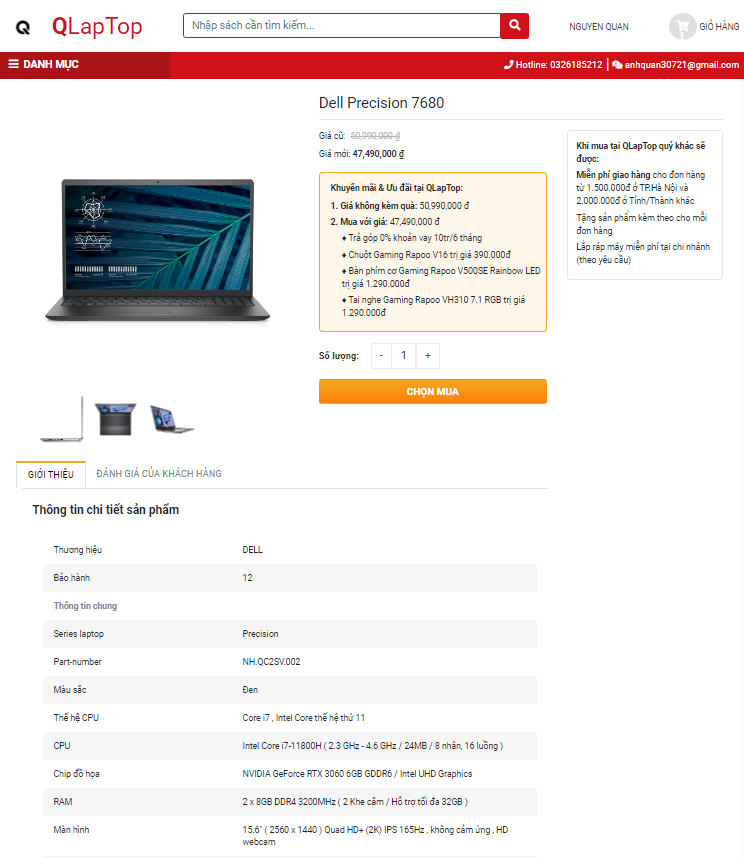 Q QLapTop
Nhập sách cần tìm kiếm...
NGUYEN QUAN
GIỎ HÀNG
DANH MỤC
Hotline: 0326185212 | anhquan30721@gmail.com
Dell Precision 7680
Giá cũ: 50,990,000 ₫
Giá mới: 47,490,000 ₫
Khuyến mãi & Ưu đãi tại QLapTop:
1. Giá không kèm quà: 50,990,000 đ
2. Mua với giá: 47,490,000 đ
♦ Trả góp 0% khoản vay 10tr/6 tháng
♦ Chuột Gaming Rapoo V16 trị giá 390.000đ
♦ Bàn phím cơ Gaming Rapoo V500SE Rainbow LED
trị giá 1.290.000đ
♦ Tai nghe Gaming Rapoo VH310 7.1 RGB trị giá
1.290.000đ
Số lượng: - 1 +
CHỌN MUA
Khi mua tại QLapTop quý khác sẽ
được:
Miễn phí giao hàng cho đơn hàng
từ 1.500.000đ ở TP.Hà Nội và
2.000.000đ ở Tỉnh/Thành khác
Tặng sản phẩm kèm theo cho mỗi
đơn hàng
Lắp ráp máy miễn phí tại chi nhánh
(theo yêu cầu)
GIỚI THIỆU
ĐÁNH GIÁ CỦA KHÁCH HÀNG
Thông tin chi tiết sản phẩm
Thương hiệu DELL
Bảo hành 12
Thông tin chung
Series laptop Precision
Part-number NH.QC2SV.002
Màu sắc Đen
Thế hệ CPU Core i7 , Intel Core thế hệ thứ 11
CPU Intel Core i7-11800H ( 2.3 GHz - 4.6 GHz / 24MB / 8 nhân, 16 luồng )
Chip đồ họa NVIDIA GeForce RTX 3060 6GB GDDR6 / Intel UHD Graphics
RAM 2 x 8GB DDR4 3200MHz ( 2 Khe cắm / Hỗ trợ tối đa 32GB )
Màn hình 15.6" ( 2560 x 1440 ) Quad HD+ (2K) IPS 165Hz , không cảm ứng , HD
webcam